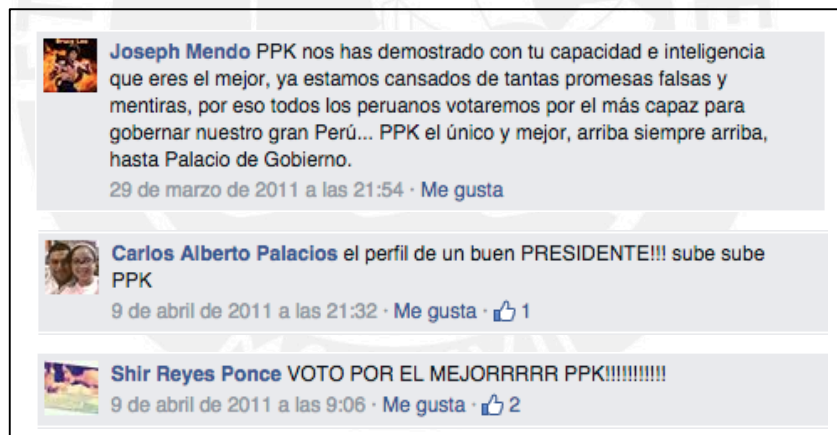 Joseph Mendo PPK nos has demostrado con tu capacidad e inteligencia
que eres el mejor, ya estamos cansados de tantas promesas falsas y
mentiras, por eso todos los peruanos votaremos por el más capaz para
gobernar nuestro gran Perú... PPK el único y mejor, arriba siempre arriba,
hasta Palacio de Gobierno.
29 de marzo de 2011 a las 21:54 · Me gusta
Carlos Alberto Palacios el perfil de un buen PRESIDENTE!!! sube sube
PPK
9 de abril de 2011 a las 21:32 · Me gusta · 1
Shir Reyes Ponce VOTO POR EL MEJORRRRR PPK!!!!!!!!!!!
9 de abril de 2011 a las 9:06 · Me gusta · 2